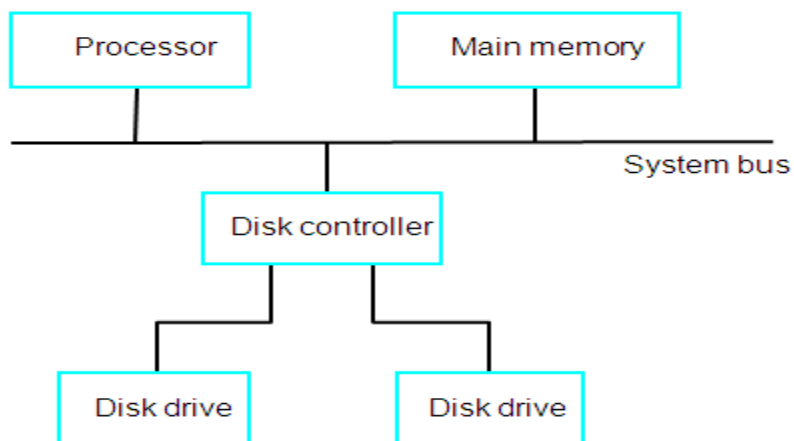 Processor
Main memory
System bus
Disk controller
Disk drive
Disk drive